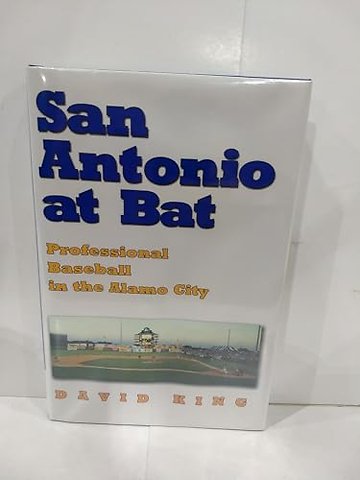 San
Antonio
at Bat
Professional
Baseball
in the Alamo City
DAVID KING